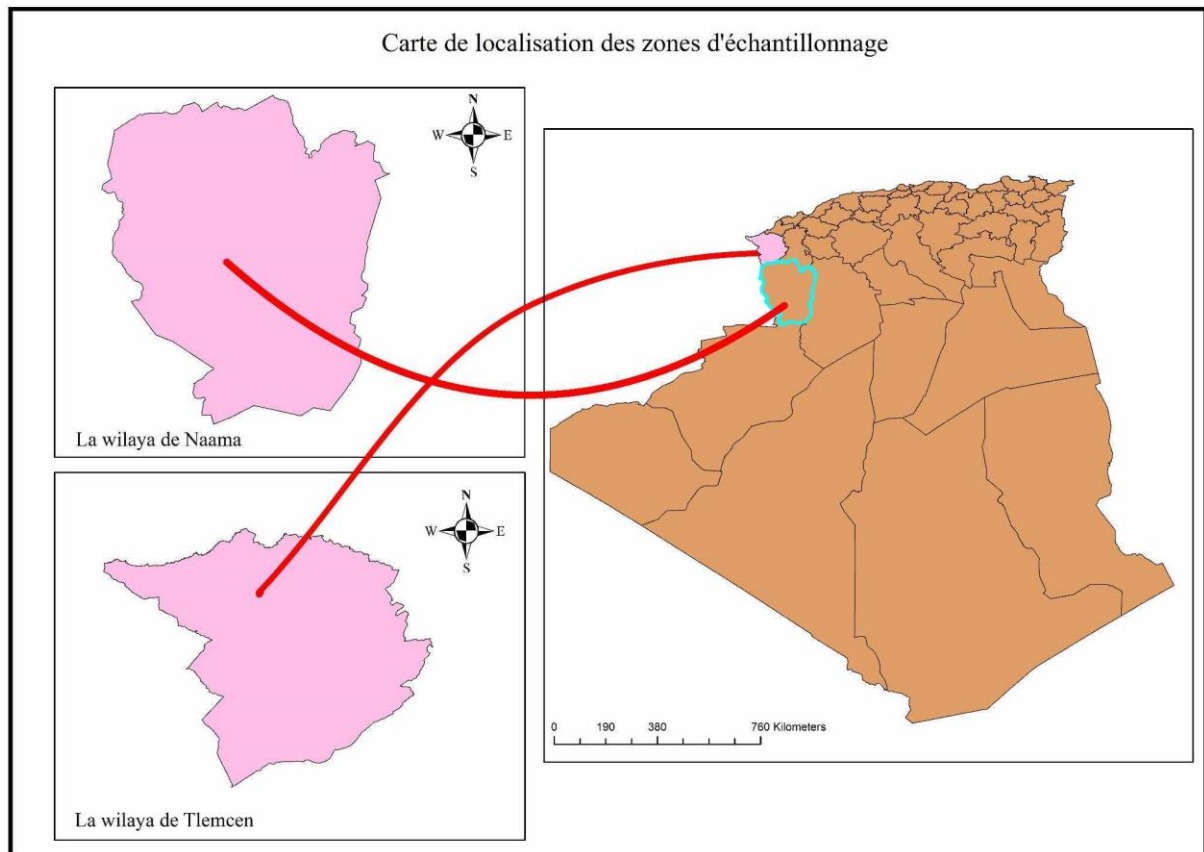 Carte de localisation des zones d'échantillonnage
N
W E
S
La wilaya de Naama
N
W E
S
La wilaya de Tlemcen
0 190 380 760 Kilometers